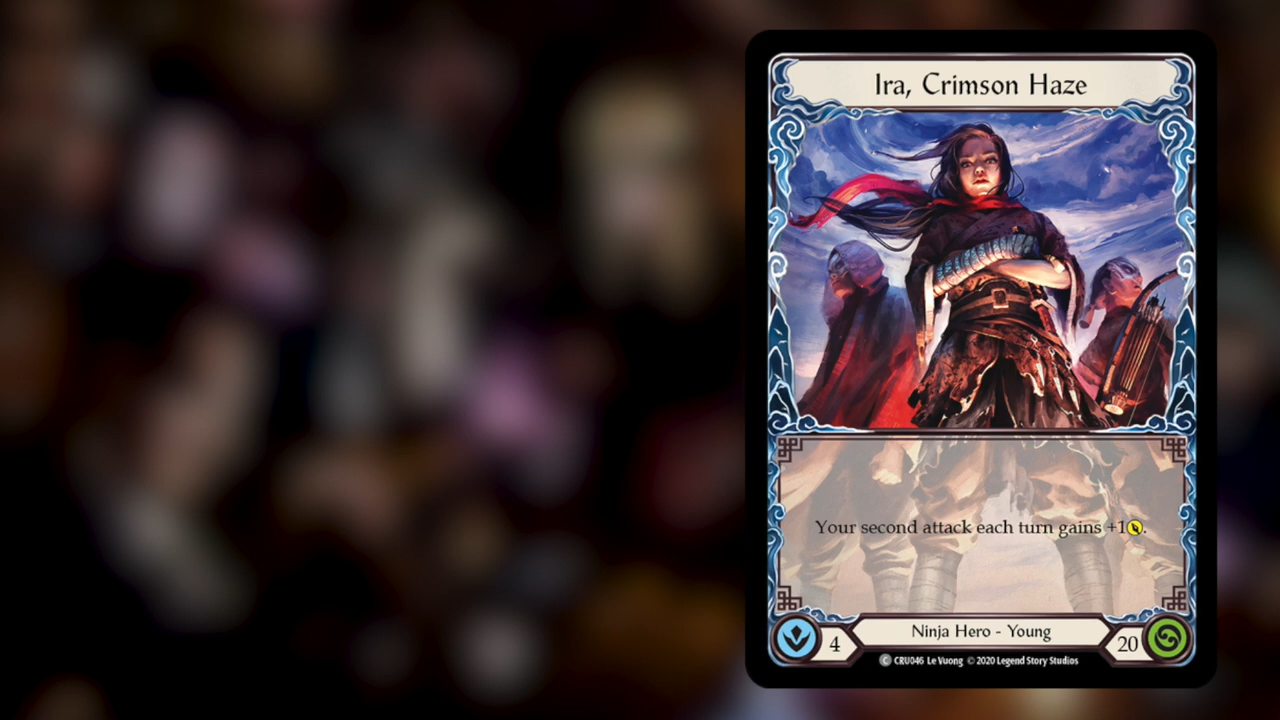 Ira, Crimson Haze
Your second attack each turn gains +1.
4
Ninja Hero - Young
20
C CRU046 Le Vuong © 2020 Legend Story Studios